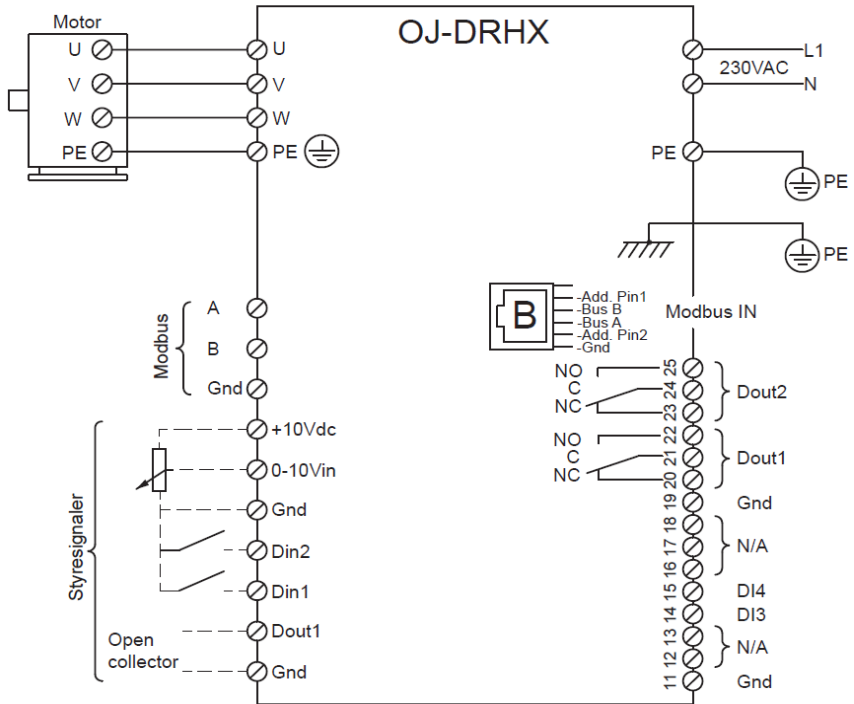 OJ-DRHX
Motor
U
V
W
PE
U
V
W
PE
L1
230VAC
N
PE
PE
PE
Modbus
A
B
Gnd
B
-Add. Pin1
-Bus B
-Bus A
-Add. Pin2
-Gnd
Modbus IN
Styresignaler
+10Vdc
0-10Vin
Gnd
Din2
Din1
Dout1
Gnd
Open
collector
NO
C
NC
25
24
23
Dout2
NO
C
NC
22
21
20
Dout1
19
Gnd
18
17
16
N/A
15
DI4
14
DI3
13
12
N/A
11
Gnd